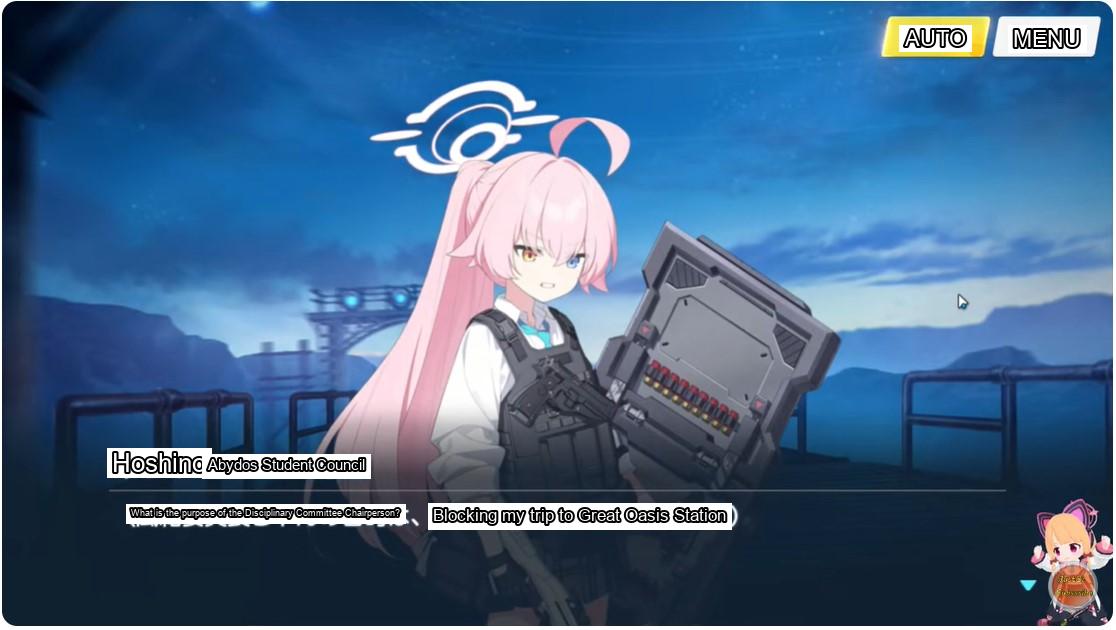 AUTO
MENU
Hoshino Abydos Student Council
What is the purpose of the Disciplinary Committee Chairperson? Blocking my trip to Great Oasis Station